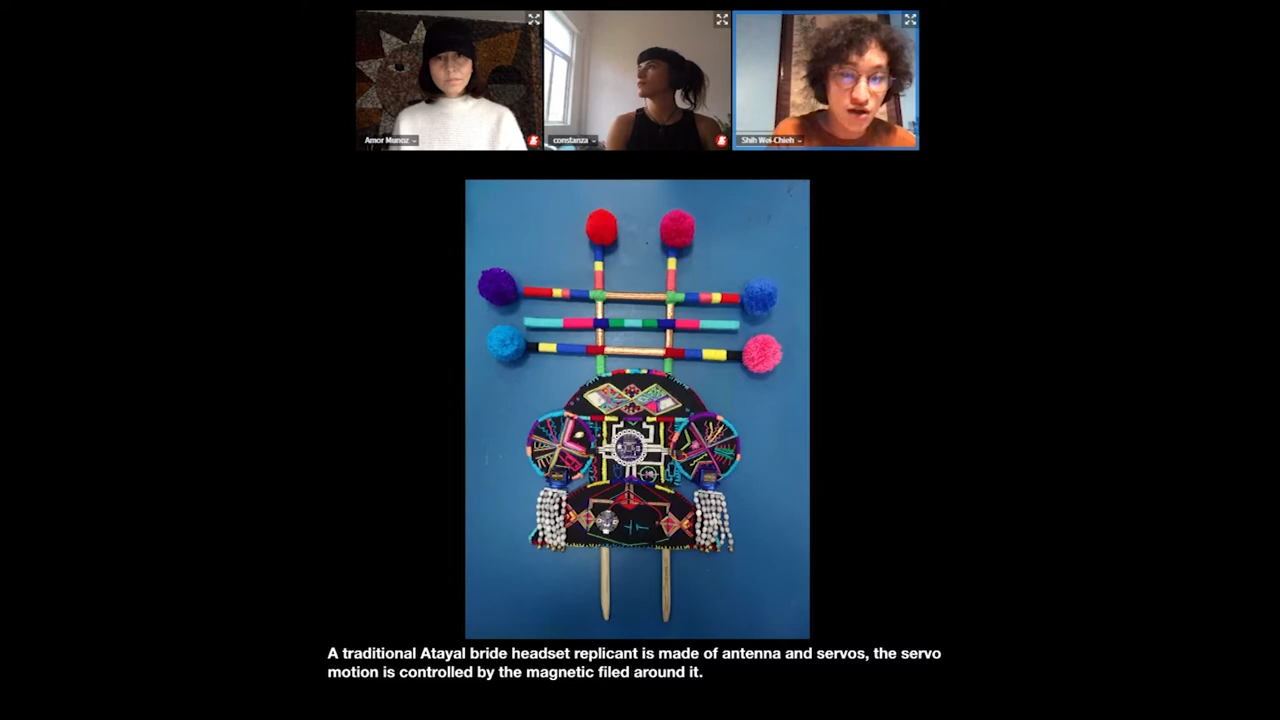 Amor Munoz
constanza
Shih Wei-Chieh
A traditional Atayal bride headset replicant is made of antenna and servos, the servo
motion is controlled by the magnetic filed around it.